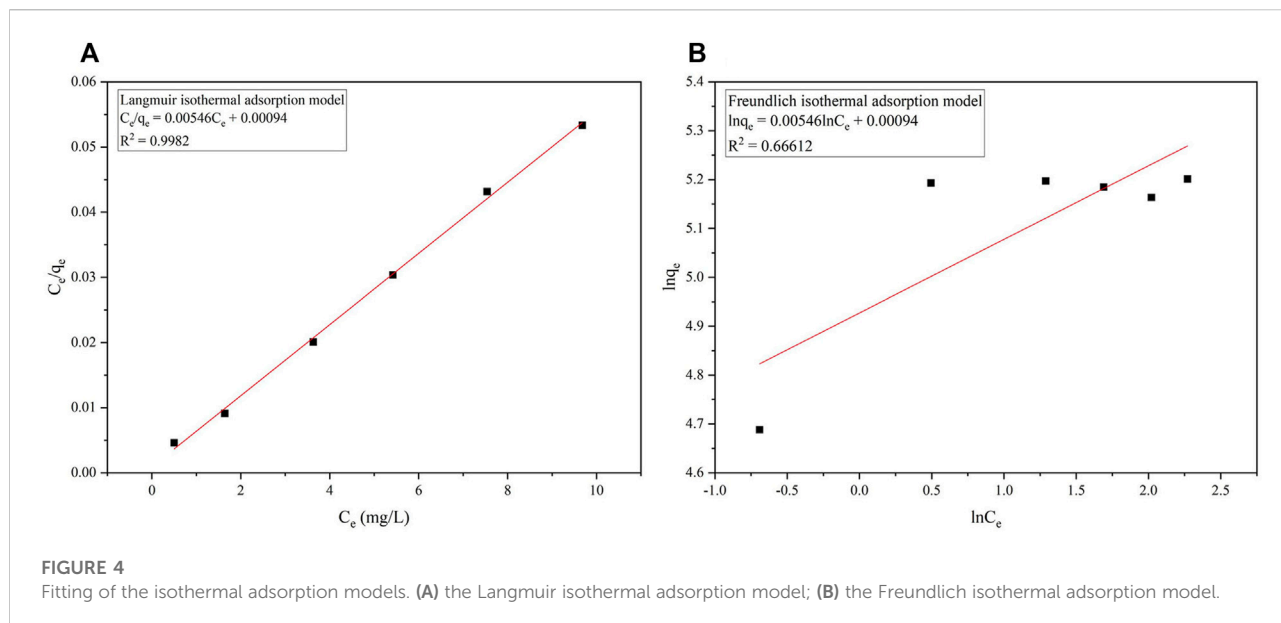 A
Langmuir isothermal adsorption model
Cₑ/qₑ = 0.00546Cₑ + 0.00094
R² = 0.9982
0.06
0.05
0.04
0.03
0.02
0.01
0.00
Cₑ/qₑ
0 2 4 6 8 10
Cₑ (mg/L)
B
Freundlich isothermal adsorption model
lnqₑ = 0.00546lnCₑ + 0.00094
R² = 0.66612
5.4
5.3
5.2
5.1
5.0
4.9
4.8
4.7
4.6
lnqₑ
-1.0 -0.5 0.0 0.5 1.0 1.5 2.0 2.5
lnCₑ
FIGURE 4
Fitting of the isothermal adsorption models. (A) the Langmuir isothermal adsorption model; (B) the Freundlich isothermal adsorption model.